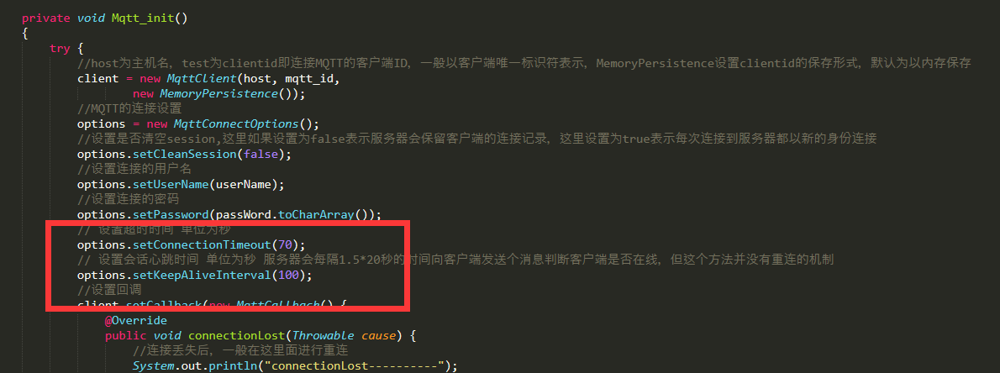 private void Mqtt_init()
{
try {
//host为主机名，test为clientid即连接MQTT的客户端ID，一般以客户端唯一标识符表示，MemoryPersistence设置clientid的保存形式，默认为以内存保存
client = new MqttClient(host, mqtt_id,
new MemoryPersistence());
//MQTT的连接设置
options = new MqttConnectOptions();
//设置是否清空session,这里如果设置为false表示服务器会保留客户端的连接记录，这里设置为true表示每次连接到服务器都以新的身份连接
options.setCleanSession(false);
//设置连接的用户名
options.setUserName(userName);
//设置连接的密码
options.setPassword(passWord.toCharArray());
// 设置超时时间 单位为秒
options.setConnectionTimeout(70);
// 设置会话心跳时间 单位为秒 服务器会每隔1.5*20秒的时间向客户端发送个消息判断客户端是否在线，但这个方法并没有重连的机制
options.setKeepAliveInterval(100);
//设置回调
client.setCallback(new MqttCallback() {
@Override
public void connectionLost(Throwable cause) {
//连接丢失后，一般在这里面进行重连
System.out.println("connectionLost----------");